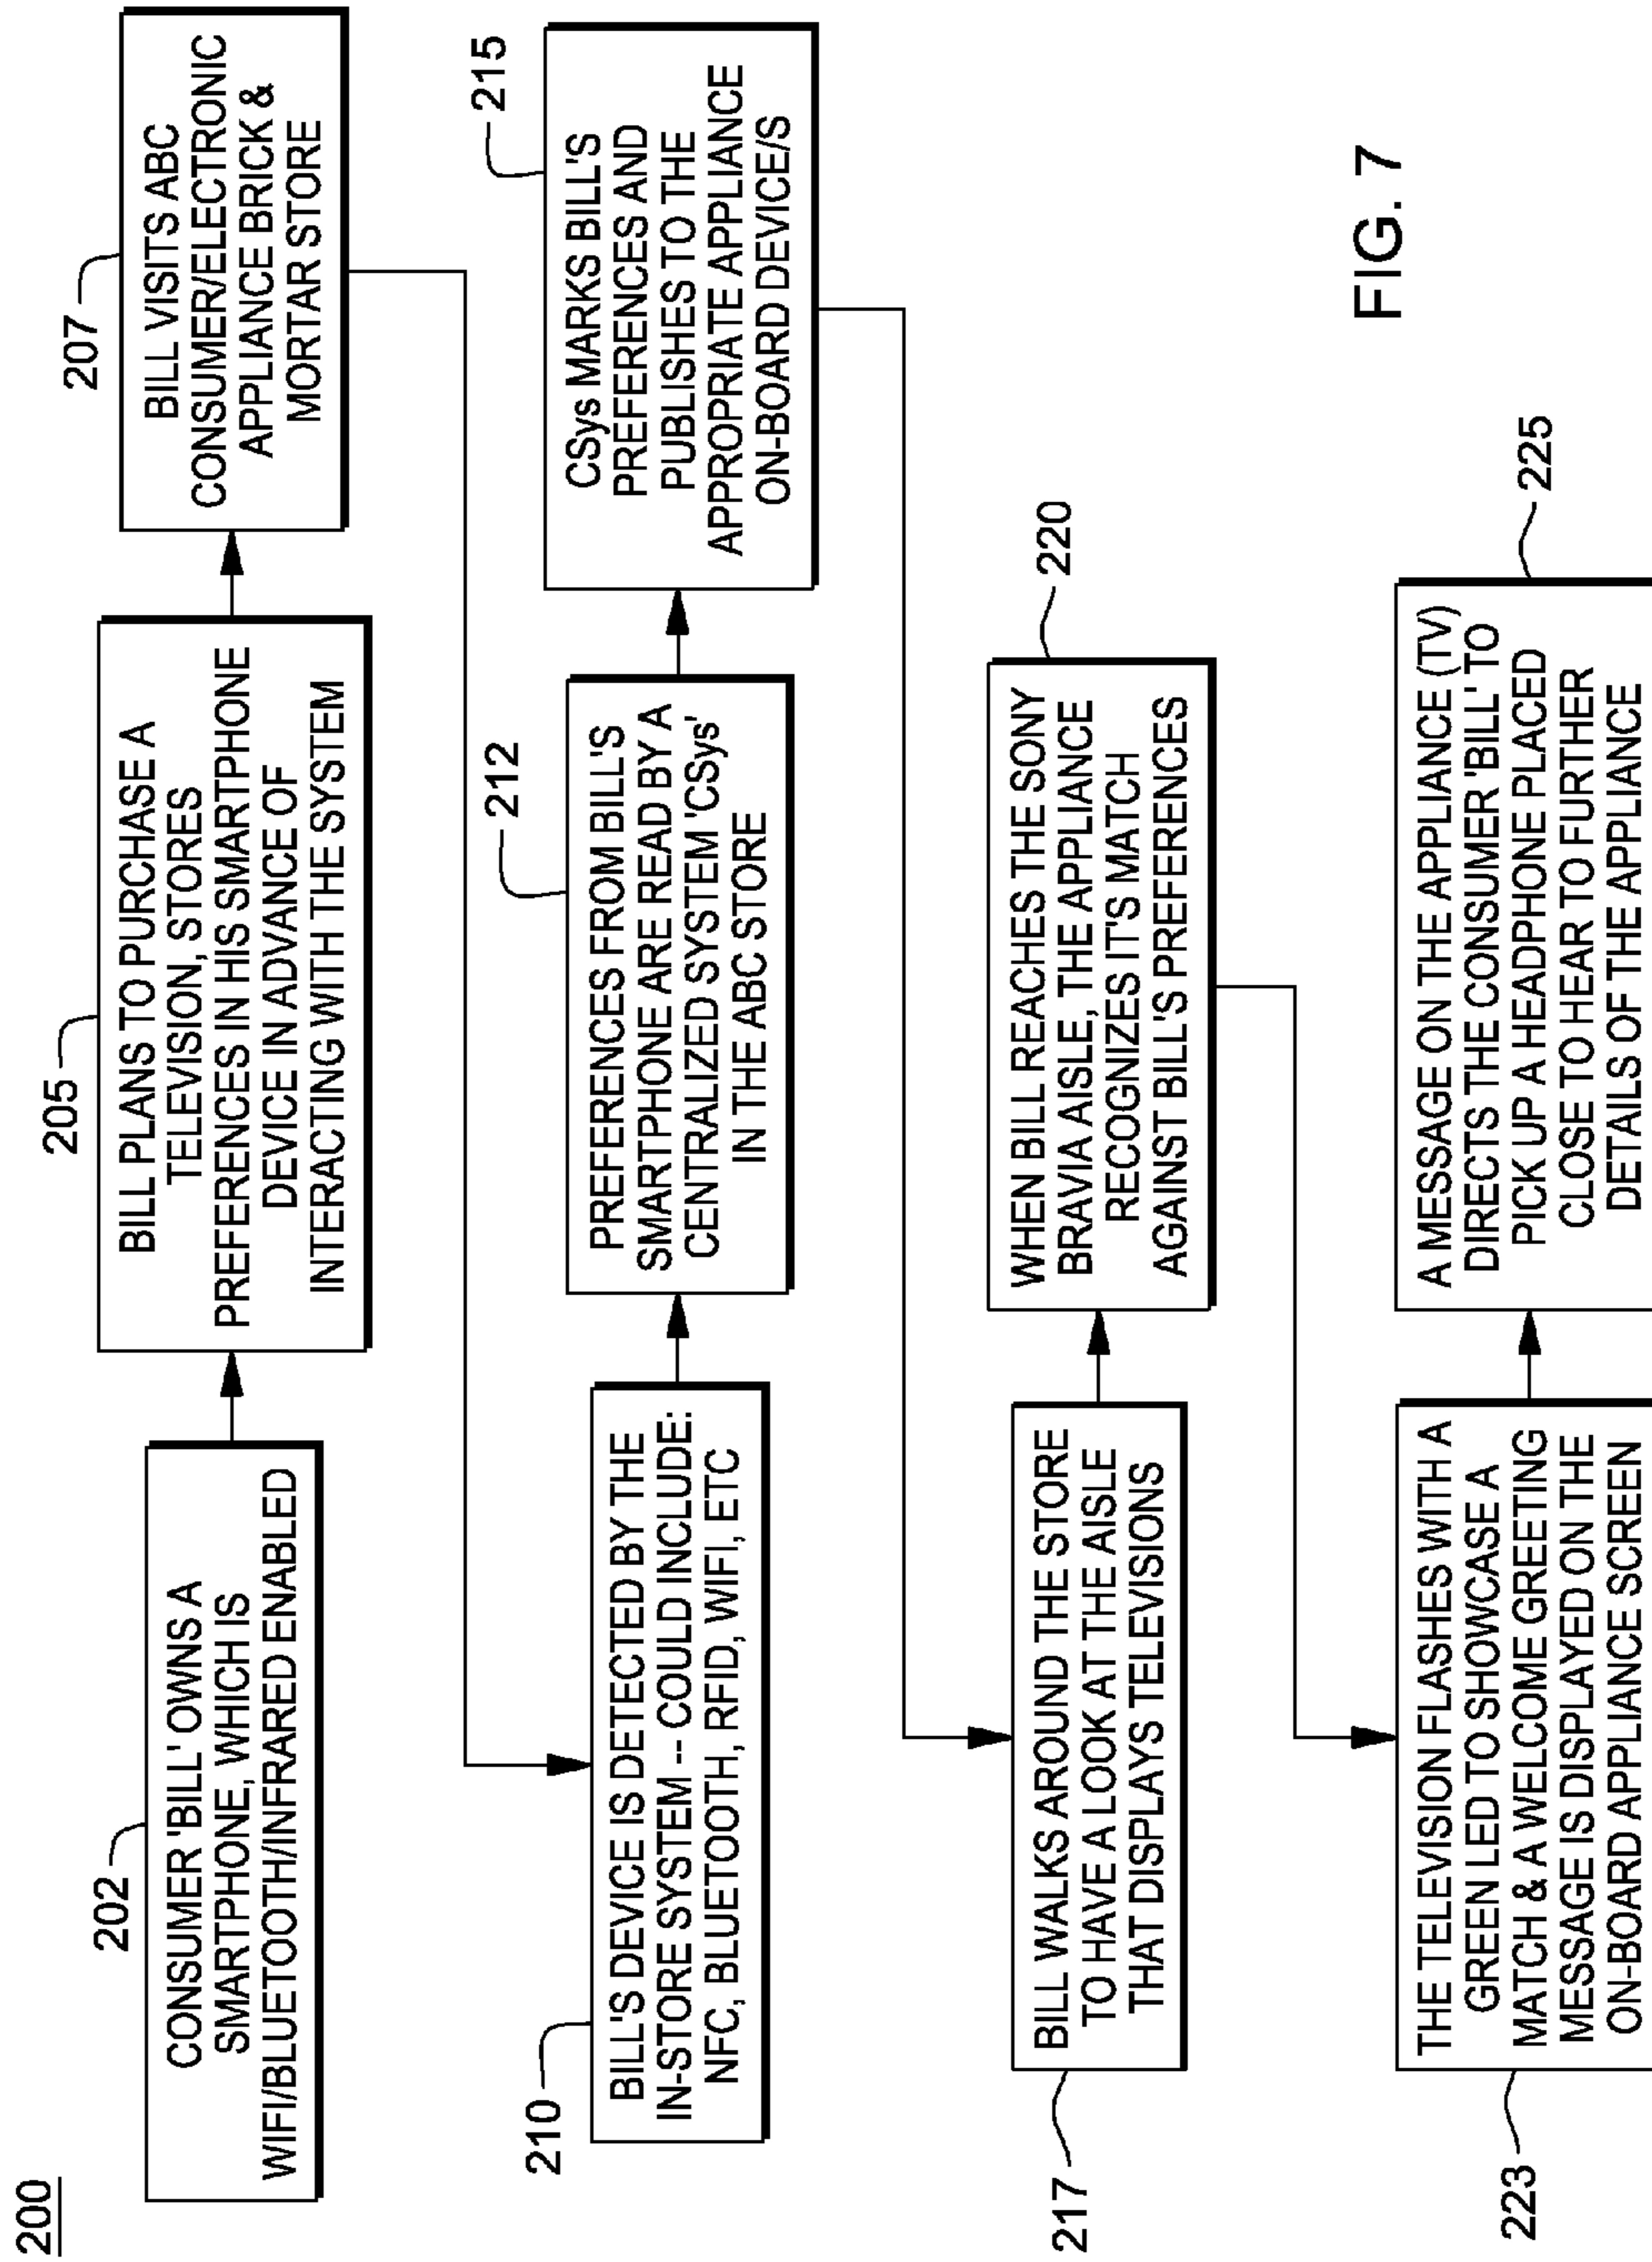 200
202
CONSUMER 'BILL' OWNS A
SMARTPHONE, WHICH IS
WIFI/BLUETOOTH/INFRARED ENABLED
205
BILL PLANS TO PURCHASE A
TELEVISION, STORES
PREFERENCES IN HIS SMARTPHONE
DEVICE IN ADVANCE OF
INTERACTING WITH THE SYSTEM
207
BILL VISITS ABC
CONSUMER/ELECTRONIC
APPLIANCE BRICK &
MORTAR STORE
210
BILL'S DEVICE IS DETECTED BY THE
IN-STORE SYSTEM -- COULD INCLUDE:
NFC, BLUETOOTH, RFID, WIFI, ETC
212
PREFERENCES FROM BILL'S
SMARTPHONE ARE READ BY A
CENTRALIZED SYSTEM 'CSys'
IN THE ABC STORE
215
CSys MARKS BILL'S
PREFERENCES AND
PUBLISHES TO THE
APPROPRIATE APPLIANCE
ON-BOARD DEVICE/S
217
BILL WALKS AROUND THE STORE
TO HAVE A LOOK AT THE AISLE
THAT DISPLAYS TELEVISIONS
220
WHEN BILL REACHES THE SONY
BRAVIA AISLE, THE APPLIANCE
RECOGNIZES IT'S MATCH
AGAINST BILL'S PREFERENCES
223
THE TELEVISION FLASHES WITH A
GREEN LED TO SHOWCASE A
MATCH & A WELCOME GREETING
MESSAGE IS DISPLAYED ON THE
ON-BOARD APPLIANCE SCREEN
225
A MESSAGE ON THE APPLIANCE (TV)
DIRECTS THE CONSUMER 'BILL' TO
PICK UP A HEADPHONE PLACED
CLOSE TO HEAR TO FURTHER
DETAILS OF THE APPLIANCE
FIG. 7